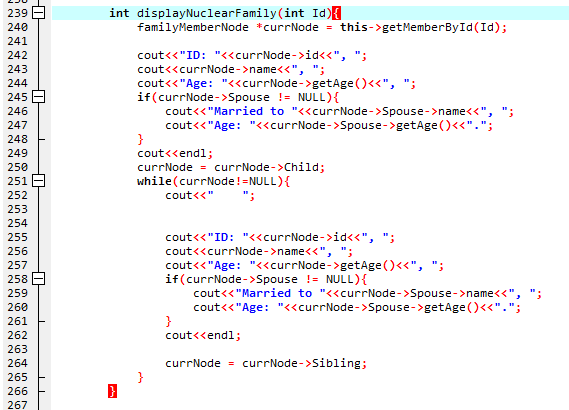 239 int displayNuclearFamily(int Id){
240 familyMemberNode *currNode = this->getMemberById(Id);
241
242 cout<<"ID: "<<currNode->id<<", ";
243 cout<<currNode->name<<", ";
244 cout<<"Age: "<<currNode->getAge()<<", ";
245 if(currNode->Spouse != NULL){
246 cout<<"Married to "<<currNode->Spouse->name<<", ";
247 cout<<"Age: "<<currNode->Spouse->getAge()<<".";
248 }
249 cout<<endl;
250 currNode = currNode->Child;
251 while(currNode!=NULL){
252 cout<<"    ";
253
254
255 cout<<"ID: "<<currNode->id<<", ";
256 cout<<currNode->name<<", ";
257 cout<<"Age: "<<currNode->getAge()<<", ";
258 if(currNode->Spouse != NULL){
259 cout<<"Married to "<<currNode->Spouse->name<<", ";
260 cout<<"Age: "<<currNode->Spouse->getAge()<<".";
261 }
262 cout<<endl;
263
264 currNode = currNode->Sibling;
265 }
266 }
267